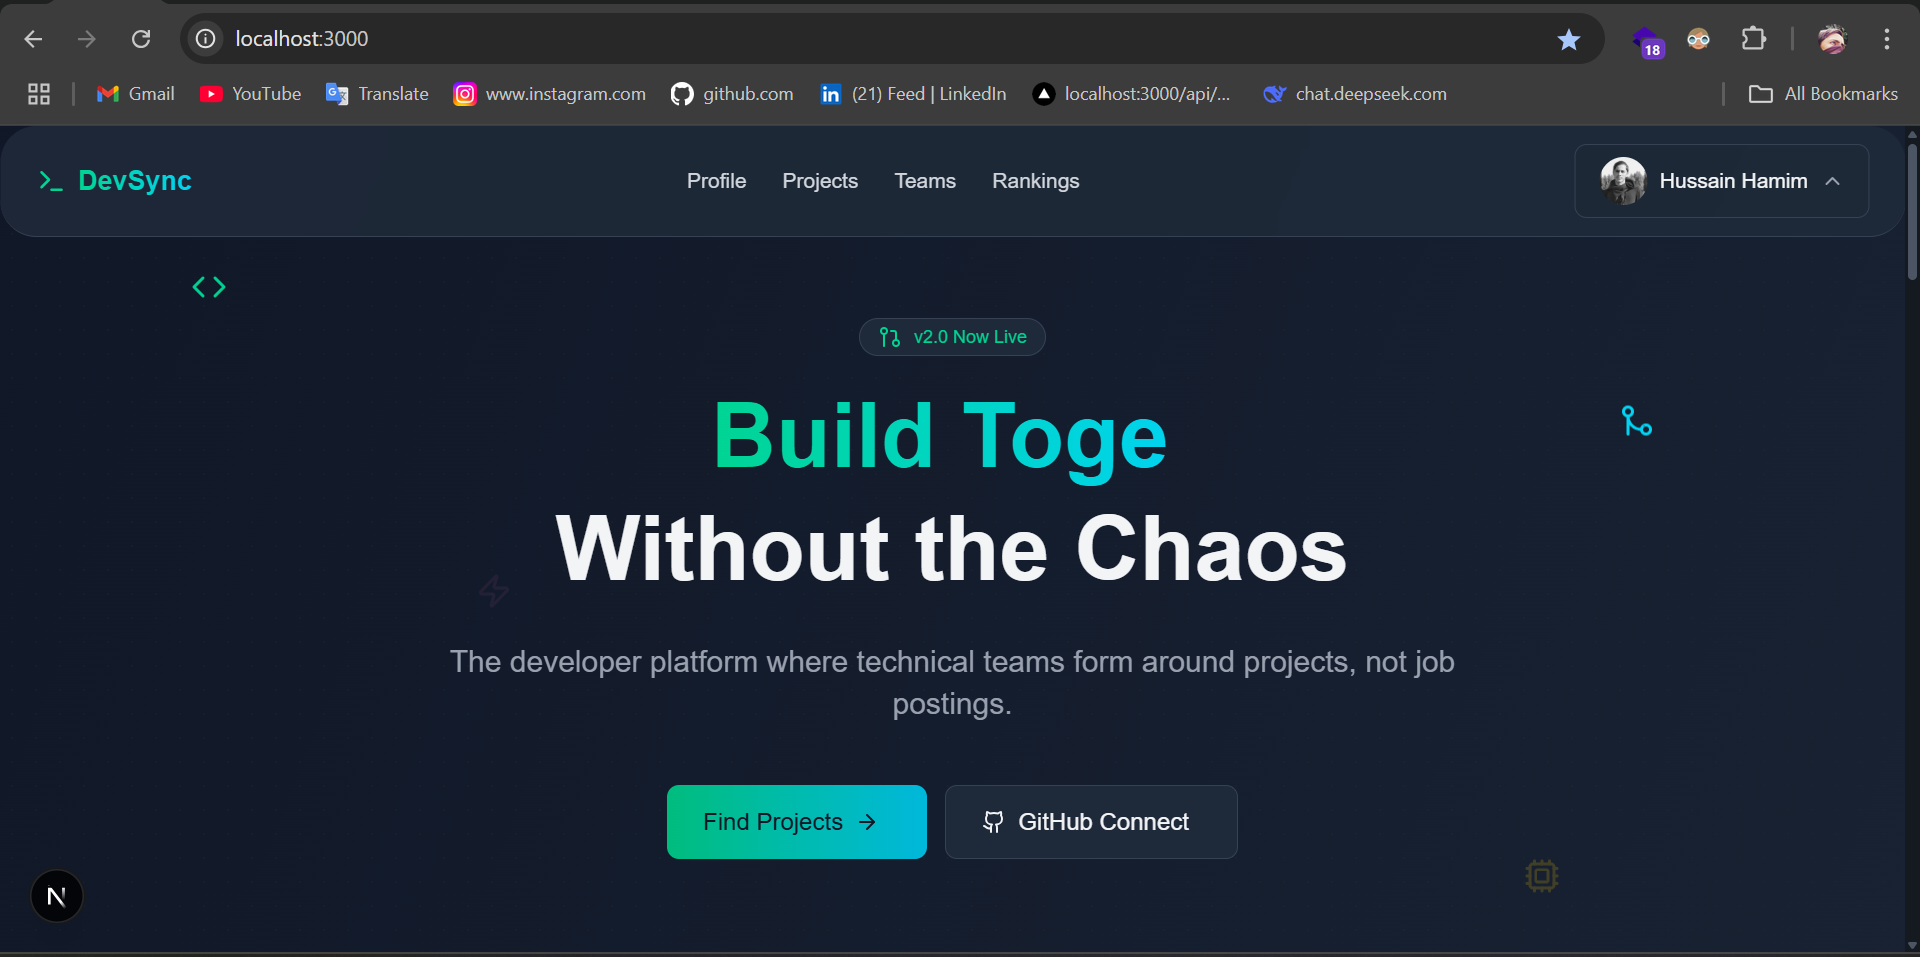 localhost:3000
18
Gmail
YouTube
Translate
www.instagram.com
github.com
(21) Feed | LinkedIn
localhost:3000/api/...
chat.deepseek.com
All Bookmarks
DevSync
Profile
Projects
Teams
Rankings
Hussain Hamim
v2.0 Now Live
Build Toge
Without the Chaos
The developer platform where technical teams form around projects, not job
postings.
Find Projects
GitHub Connect
N